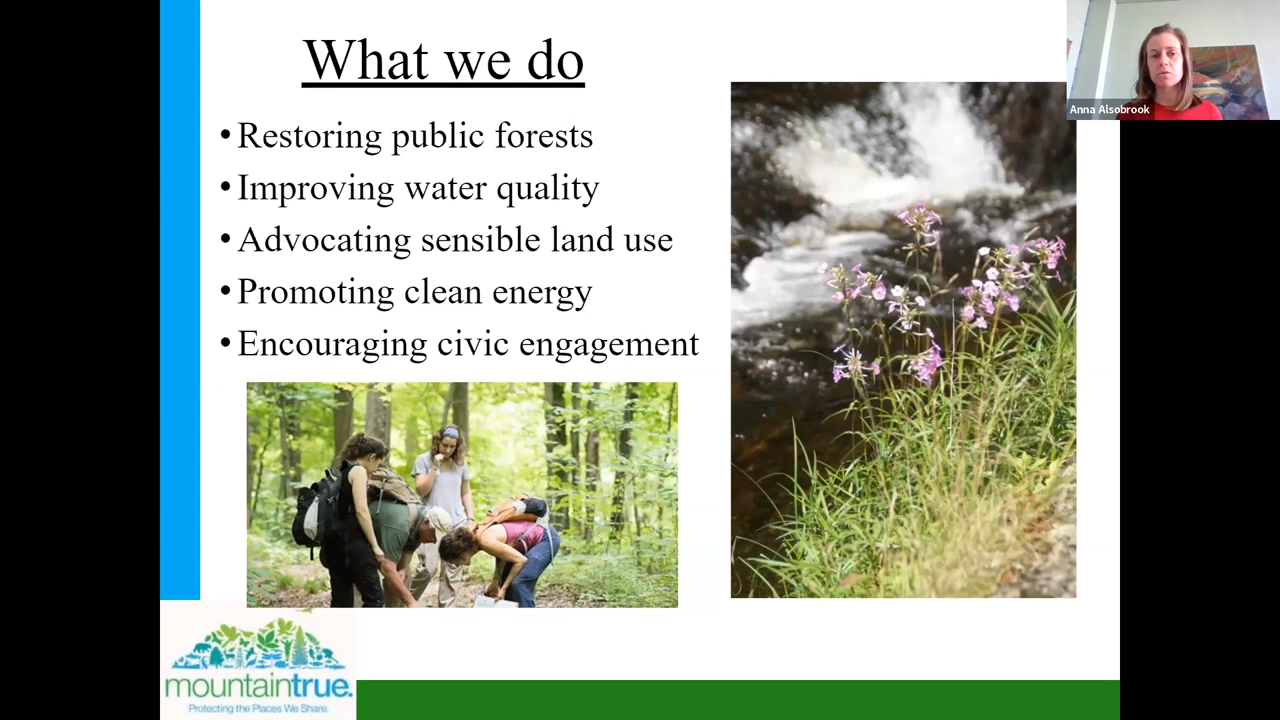 What we do
• Restoring public forests
• Improving water quality
• Advocating sensible land use
• Promoting clean energy
• Encouraging civic engagement
Anna Alsobrook
mountaintrue.
Protecting the Places We Share.